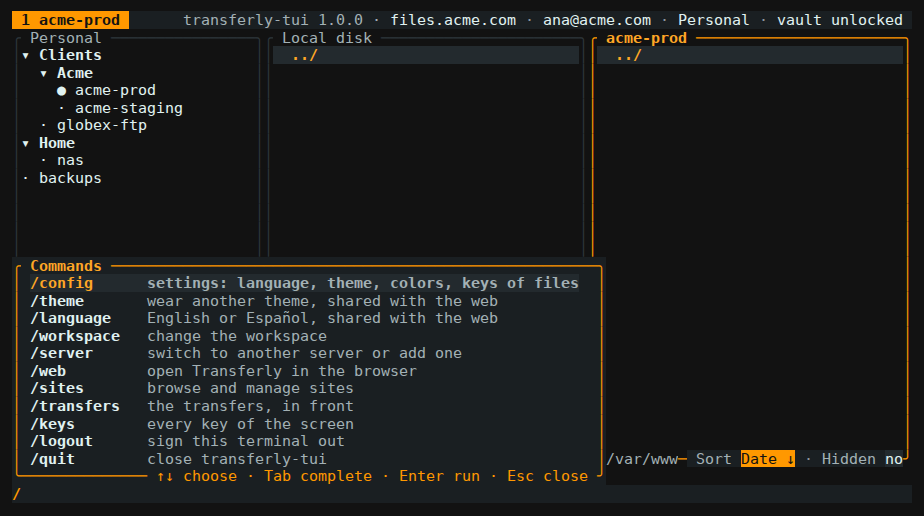 1 acme-prod transferly-tui 1.0.0 · files.acme.com · ana@acme.com · Personal · vault unlocked
Personal Local disk acme-prod
▾ Clients ../ ../
▾ Acme
● acme-prod
· acme-staging
· globex-ftp
▾ Home
· nas
· backups
Commands
/config settings: language, theme, colors, keys of files
/theme wear another theme, shared with the web
/language English or Español, shared with the web
/workspace change the workspace
/server switch to another server or add one
/web open Transferly in the browser
/sites browse and manage sites
/transfers the transfers, in front
/keys every key of the screen
/logout sign this terminal out
/quit close transferly-tui /var/www Sort Date ↓ · Hidden no
↑↓ choose · Tab complete · Enter run · Esc close
/